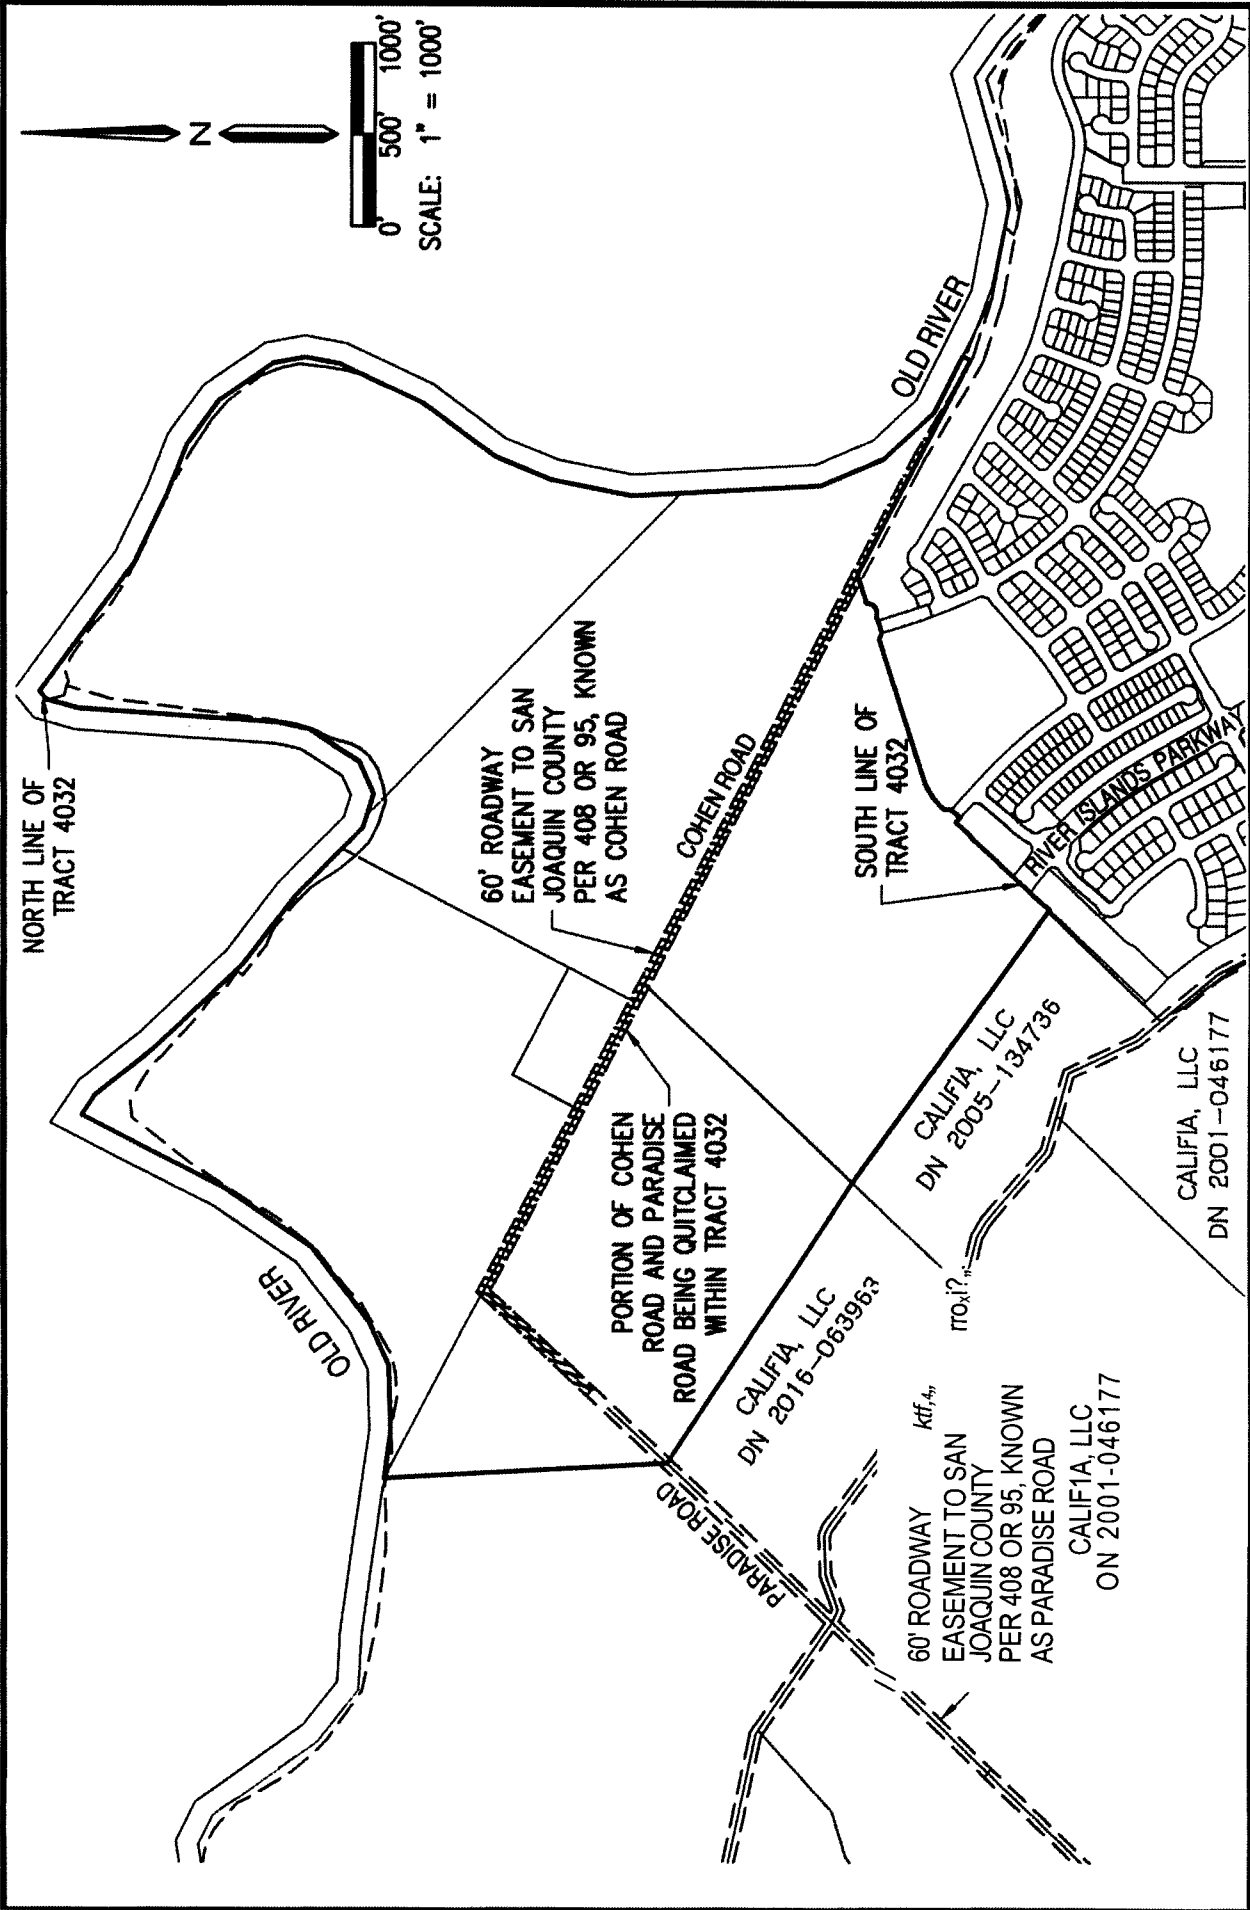 NORTH LINE OF
TRACT 4032
N
0' 500' 1000'
SCALE: 1" = 1000'
OLD RIVER
OLD RIVER
60' ROADWAY
EASEMENT TO SAN
JOAQUIN COUNTY
PER 408 OR 95, KNOWN
AS COHEN ROAD
COHEN ROAD
SOUTH LINE OF
TRACT 4032
RIVER ISLANDS PARKWAY
PORTION OF COHEN
ROAD AND PARADISE
ROAD BEING QUITCLAIMED
WITHIN TRACT 4032
PARADISE ROAD
CALIFIA, LLC
DN 2016-063963
CALIFIA, LLC
DN 2005-134736
CALIFIA, LLC
DN 2001-046177
60' ROADWAY
EASEMENT TO SAN
JOAQUIN COUNTY
PER 408 OR 95, KNOWN
AS PARADISE ROAD
CALIF1A, LLC
ON 2001-046177